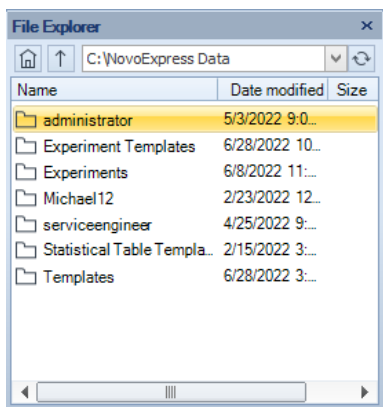 File Explorer
C:\NovoExpress Data
Name Date modified Size
administrator 5/3/2022 9:0...
Experiment Templates 6/28/2022 10...
Experiments 6/8/2022 11:...
Michael12 2/23/2022 12...
serviceengineer 4/25/2022 9:...
Statistical Table Templa... 2/15/2022 3:...
Templates 6/28/2022 3:...